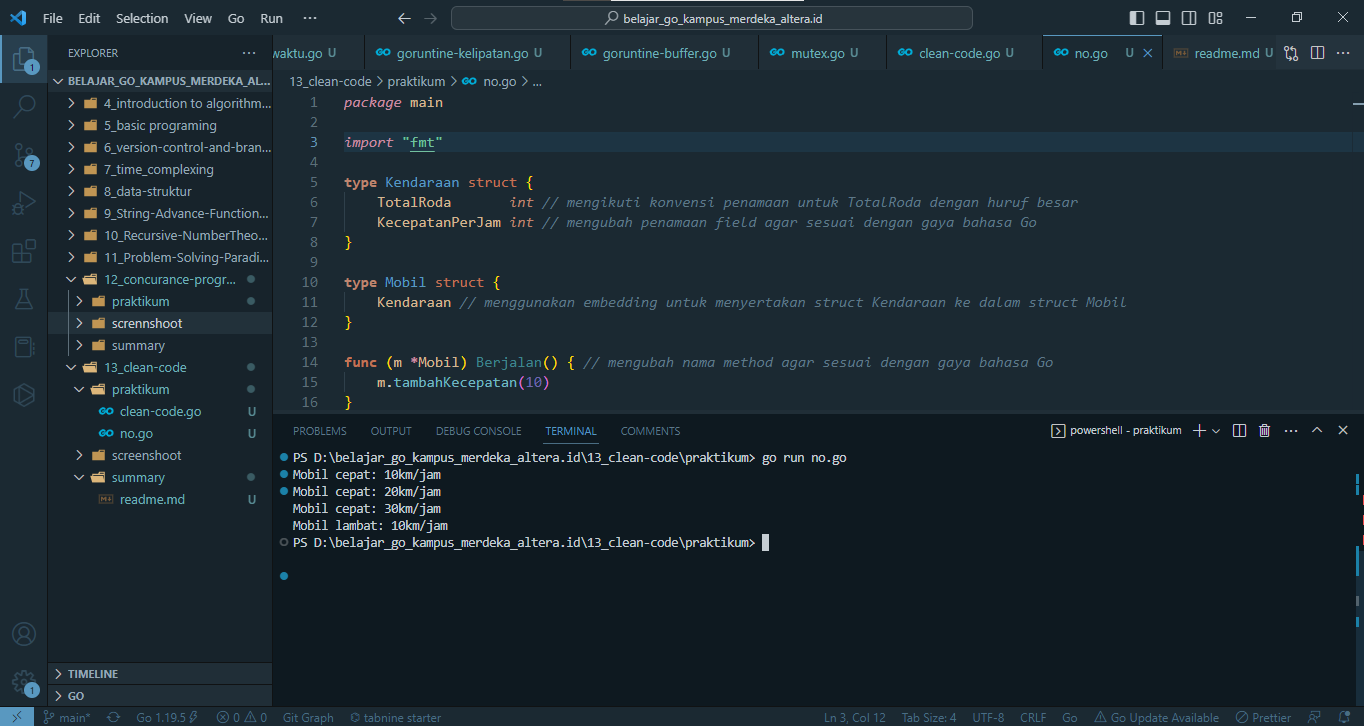 File Edit Selection View Go Run ··· belajar_go_kampus_merdeka_altera.id
EXPLORER ···
waktu.go U goruntine-kelipatan.go U goruntine-buffer.go U mutex.go U clean-code.go U no.go U readme.md U ···
1
BELAJAR_GO_KAMPUS_MERDEKA_AL...
4_introduction to algorithm...
5_basic programing
6_version-control-and-bran...
7
7_time_complexing
8_data-struktur
9_String-Advance-Function...
10_Recursive-NumberTheo...
11_Problem-Solving-Paradi...
12_concurance-progr...
praktikum
scrennshoot
summary
13_clean-code
praktikum
clean-code.go U
no.go U
screenshoot
summary
readme.md U
TIMELINE
GO
1
13_clean-code > praktikum > no.go > ...
1 package main
2
3 import "fmt"
4
5 type Kendaraan struct {
6 TotalRoda int // mengikuti konvensi penamaan untuk TotalRoda dengan huruf besar
7 KecepatanPerJam int // mengubah penamaan field agar sesuai dengan gaya bahasa Go
8 }
9
10 type Mobil struct {
11 Kendaraan // menggunakan embedding untuk menyertakan struct Kendaraan ke dalam struct Mobil
12 }
13
14 func (m *Mobil) Berjalan() { // mengubah nama method agar sesuai dengan gaya bahasa Go
15 m.tambahKecepatan(10)
16 }
PROBLEMS OUTPUT DEBUG CONSOLE TERMINAL COMMENTS powershell - praktikum ···
PS D:\belajar_go_kampus_merdeka_altera.id\13_clean-code\praktikum> go run no.go
Mobil cepat: 10km/jam
Mobil cepat: 20km/jam
Mobil cepat: 30km/jam
Mobil lambat: 10km/jam
PS D:\belajar_go_kampus_merdeka_altera.id\13_clean-code\praktikum>
main* Go 1.19.5 0 0 Git Graph tabnine starter Ln 3, Col 12 Tab Size: 4 UTF-8 CRLF Go Go Update Available Prettier